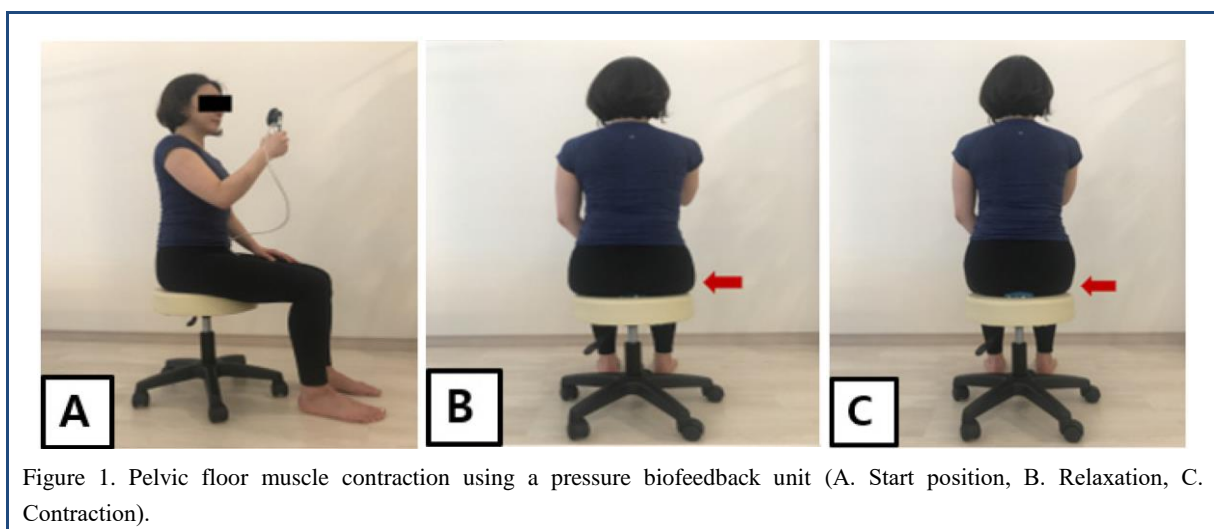 A
B
C
Figure 1. Pelvic floor muscle contraction using a pressure biofeedback unit (A. Start position, B. Relaxation, C.
Contraction).